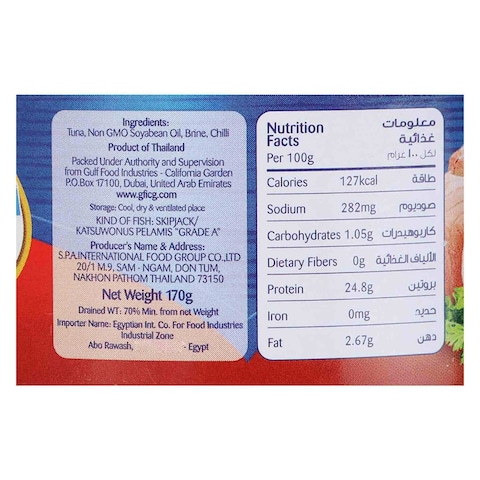 Ingredients:
Tuna, Non GMO Soyabean Oil, Brine, Chilli
Product of Thailand
Packed Under Authority and Supervision
from Gulf Food Industries - California Garden
P.O.Box 17100, Dubai, United Arab Emirates
www.gficg.com
Storage: Cool, dry & ventilated place
KIND OF FISH: SKIPJACK/
KATSUWONUS PELAMIS "GRADE A"
Producer's Name & Address:
S.P.A.INTERNATIONAL FOOD GROUP CO.,LTD
20/1 M.9, SAM - NGAM, DON TUM,
NAKHON PATHOM THAILAND 73150
Net Weight 170g
Drained WT: 70% Min. from net Weight
Importer Name: Egyptian Int. Co. For Food Industries
Industrial Zone
Abo Rawash, - Egypt
Nutrition معلومات
Facts غذائية
Per 100g لكل ١٠٠ غرام
Calories 127kcal طاقة
Sodium 282mg صوديوم
Carbohydrates 1.05g كاربوهيدرات
Dietary Fibers 0g الألياف الغذائية
Protein 24.8g بروتين
Iron 0mg حديد
Fat 2.67g دهن